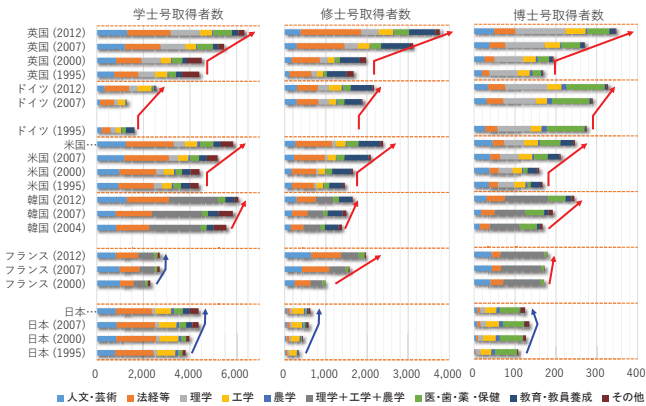 学士号取得者数 修士号取得者数 博士号取得者数
英国 (2012)
英国 (2007)
英国 (2000)
英国 (1995)
ドイツ (2012)
ドイツ (2007)
ドイツ (1995)
米国…
米国 (2007)
米国 (2000)
米国 (1995)
韓国 (2012)
韓国 (2007)
韓国 (2004)
フランス (2012)
フランス (2007)
フランス (2000)
日本…
日本 (2007)
日本 (2000)
日本 (1995)
0 2,000 4,000 6,000 0 1,000 2,000 3,000 4,000 0 100 200 300 400
人文・芸術 法経等 理学 工学 農学 理学＋工学＋農学 医・歯・薬・保健 教育・教員養成 その他